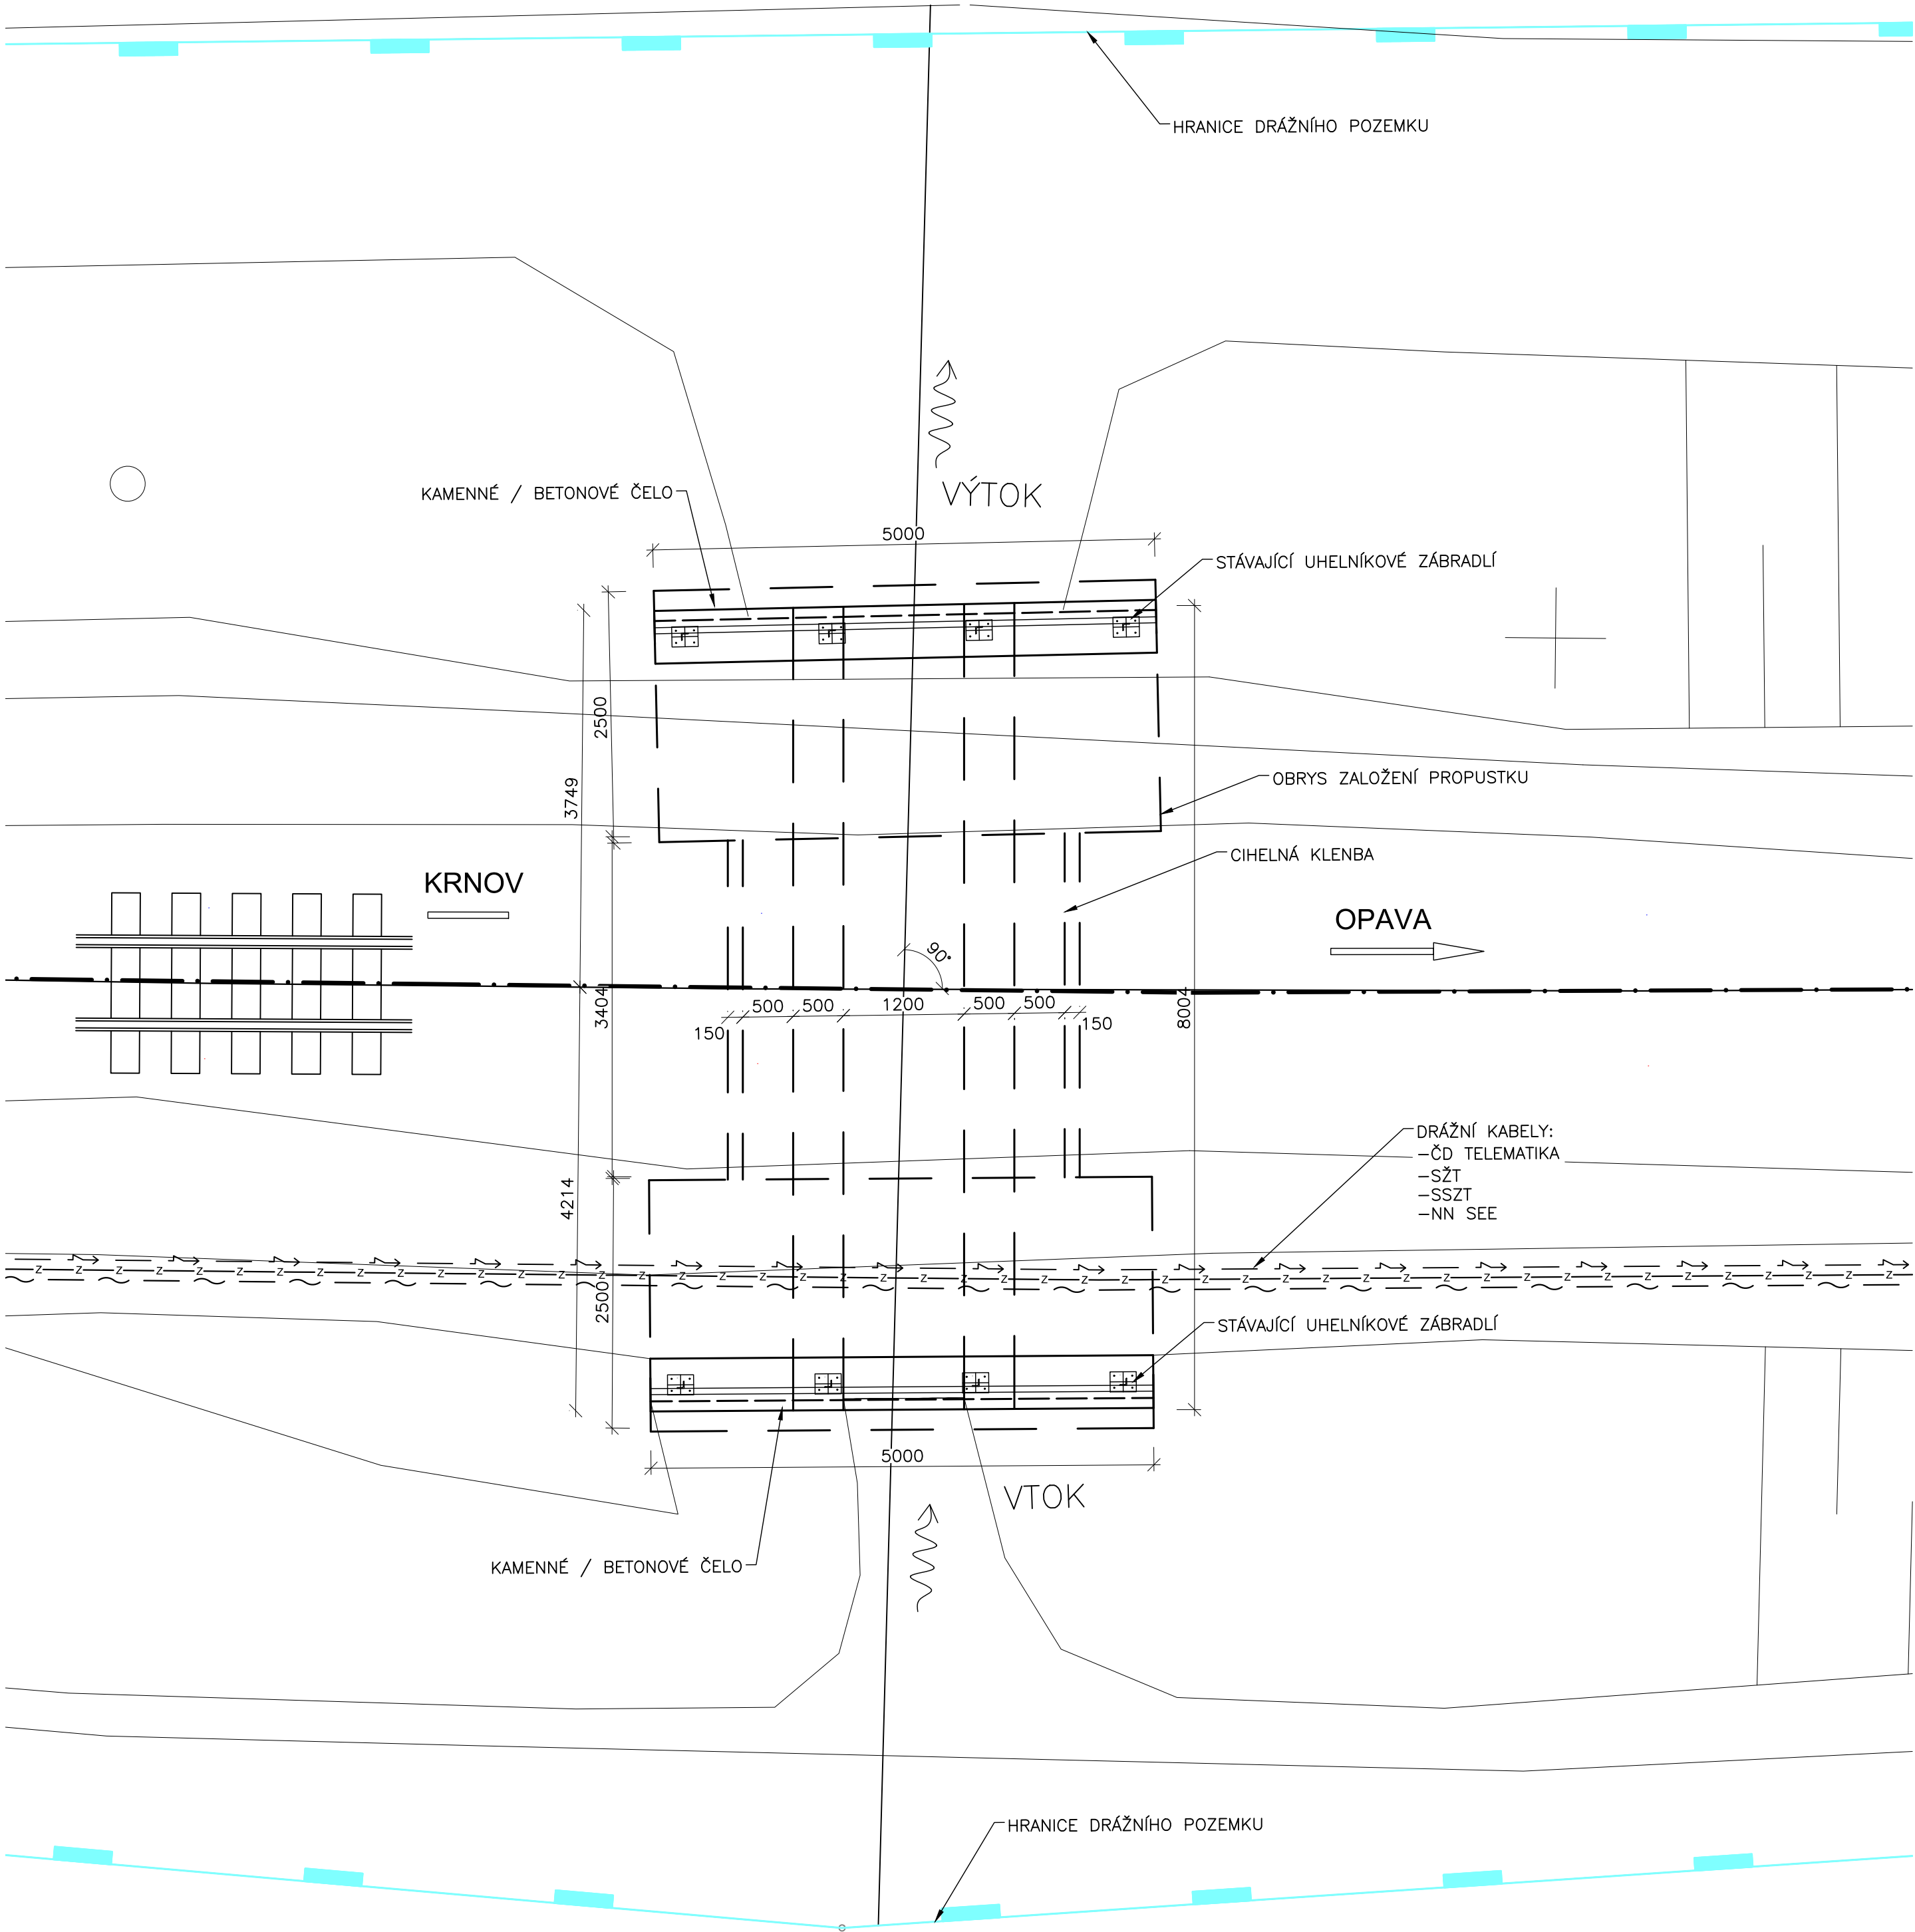 HRANICE DRÁŽNÍHO POZEMKU
VÝTOK
KAMENNÉ / BETONOVÉ ČELO
5000
STÁVAJÍCÍ UHELNÍKOVÉ ZÁBRADLÍ
2500
3749
OBRYS ZALOŽENÍ PROPUSTKU
CIHELNÁ KLENBA
KRNOV
OPAVA
90°
3404
500 500 1200 500 500
150
150
8004
DRÁŽNÍ KABELY:
-ČD TELEMATIKA
-SŽT
-SSZT
-NN SEE
4214
Z Z Z Z Z Z Z Z Z Z Z Z Z Z Z Z Z Z Z Z Z Z Z Z Z Z Z Z Z Z Z Z Z Z Z Z Z Z Z Z Z Z Z Z Z Z Z
2500
STÁVAJÍCÍ UHELNÍKOVÉ ZÁBRADLÍ
5000
VTOK
KAMENNÉ / BETONOVÉ ČELO
HRANICE DRÁŽNÍHO POZEMKU